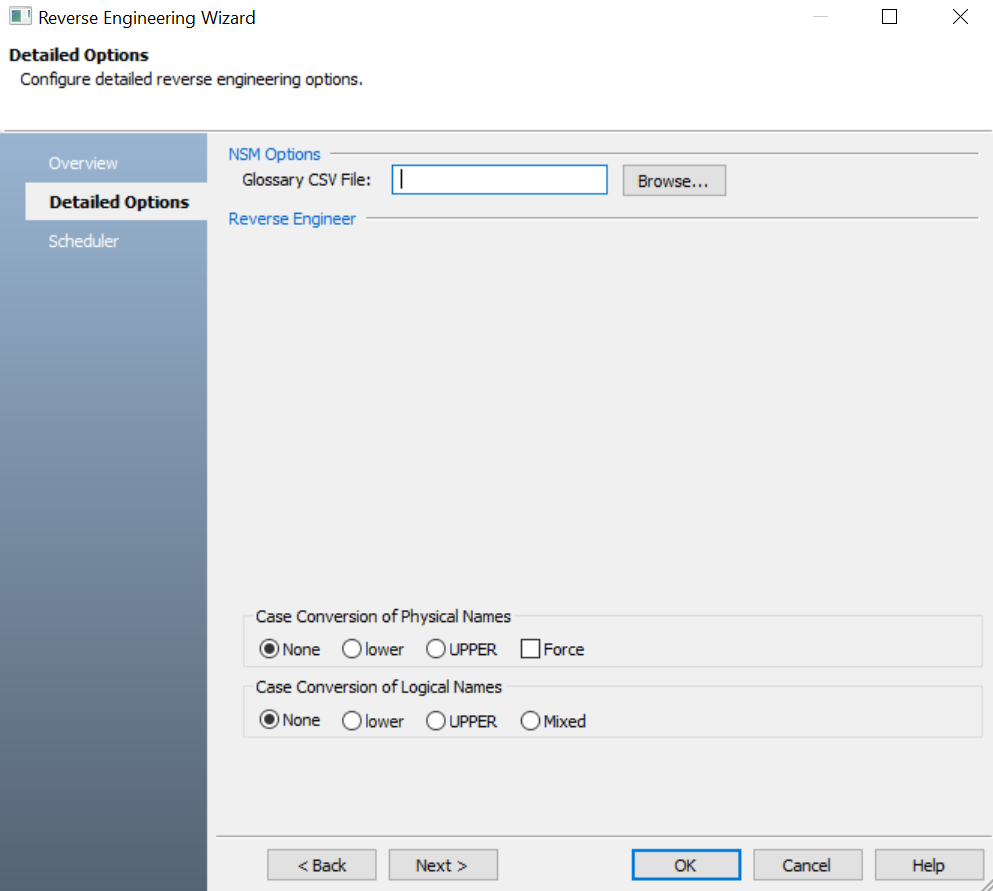 Reverse Engineering Wizard
Detailed Options
Configure detailed reverse engineering options.
Overview
Detailed Options
Scheduler
NSM Options
Glossary CSV File:
Browse...
Reverse Engineer
Case Conversion of Physical Names
None lower UPPER Force
Case Conversion of Logical Names
None lower UPPER Mixed
< Back Next > OK Cancel Help